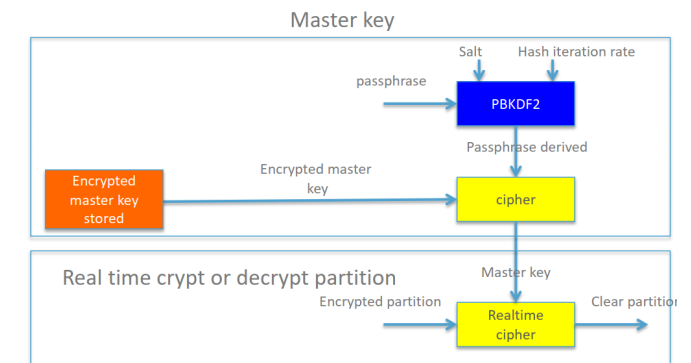 Master key
Salt
Hash iteration rate
passphrase
PBKDF2
Passphrase derived
Encrypted master
key
Encrypted
master key
stored
cipher
Master key
Real time crypt or decrypt partition
Encrypted partition
Clear partition
Realtime
cipher